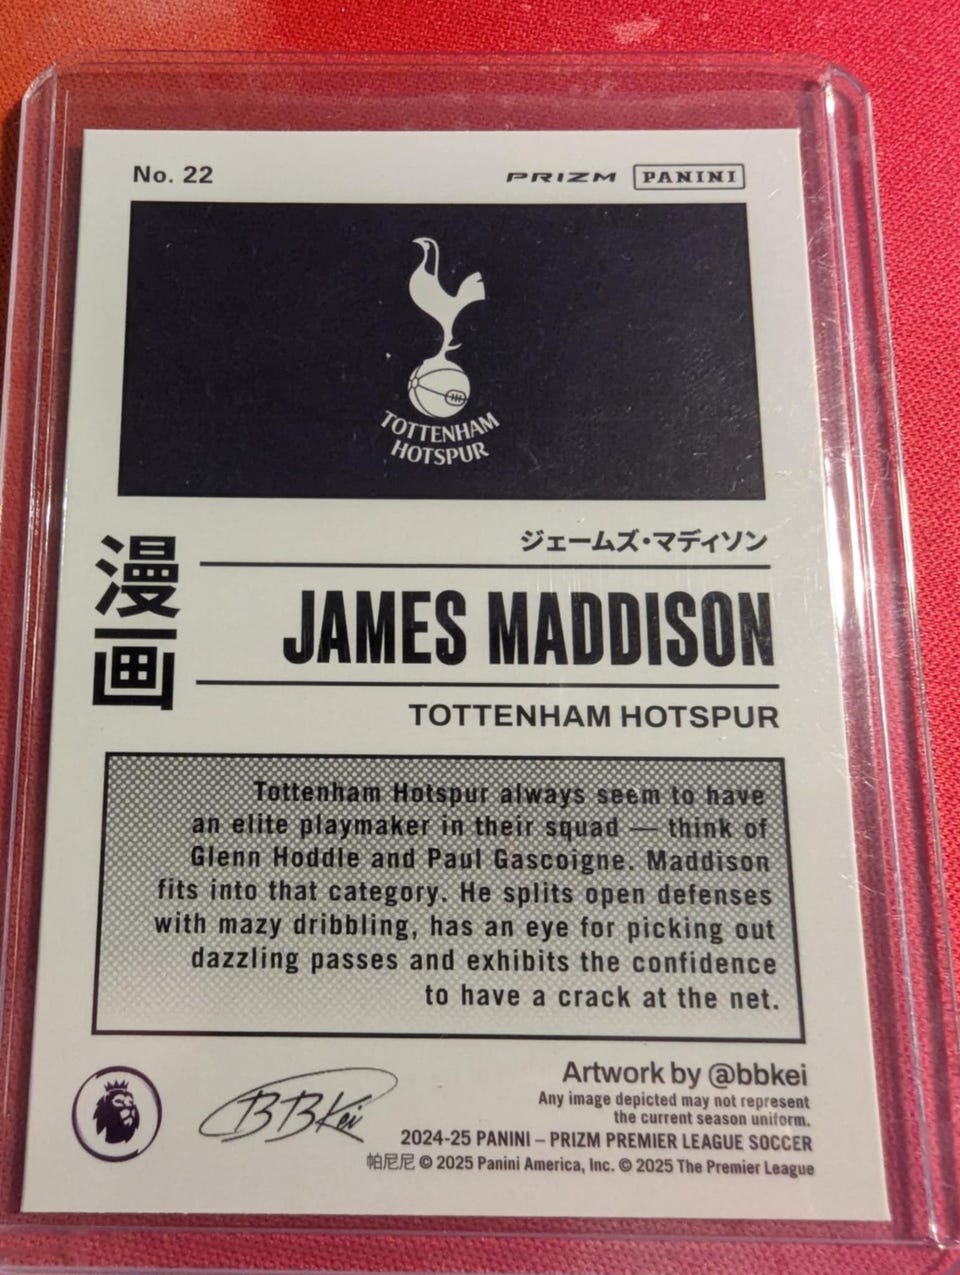 No. 22
PRIZM PANINI
TOTTENHAM
HOTSPUR
ジェームズ・マディソン
漫画
JAMES MADDISON
TOTTENHAM HOTSPUR
Tottenham Hotspur always seem to have
an elite playmaker in their squad — think of
Glenn Hoddle and Paul Gascoigne. Maddison
fits into that category. He splits open defenses
with mazy dribbling, has an eye for picking out
dazzling passes and exhibits the confidence
to have a crack at the net.
BBKei
Artwork by @bbkei
Any image depicted may not represent
the current season uniform.
2024-25 PANINI – PRIZM PREMIER LEAGUE SOCCER
帕尼尼 © 2025 Panini America, Inc. © 2025 The Premier League